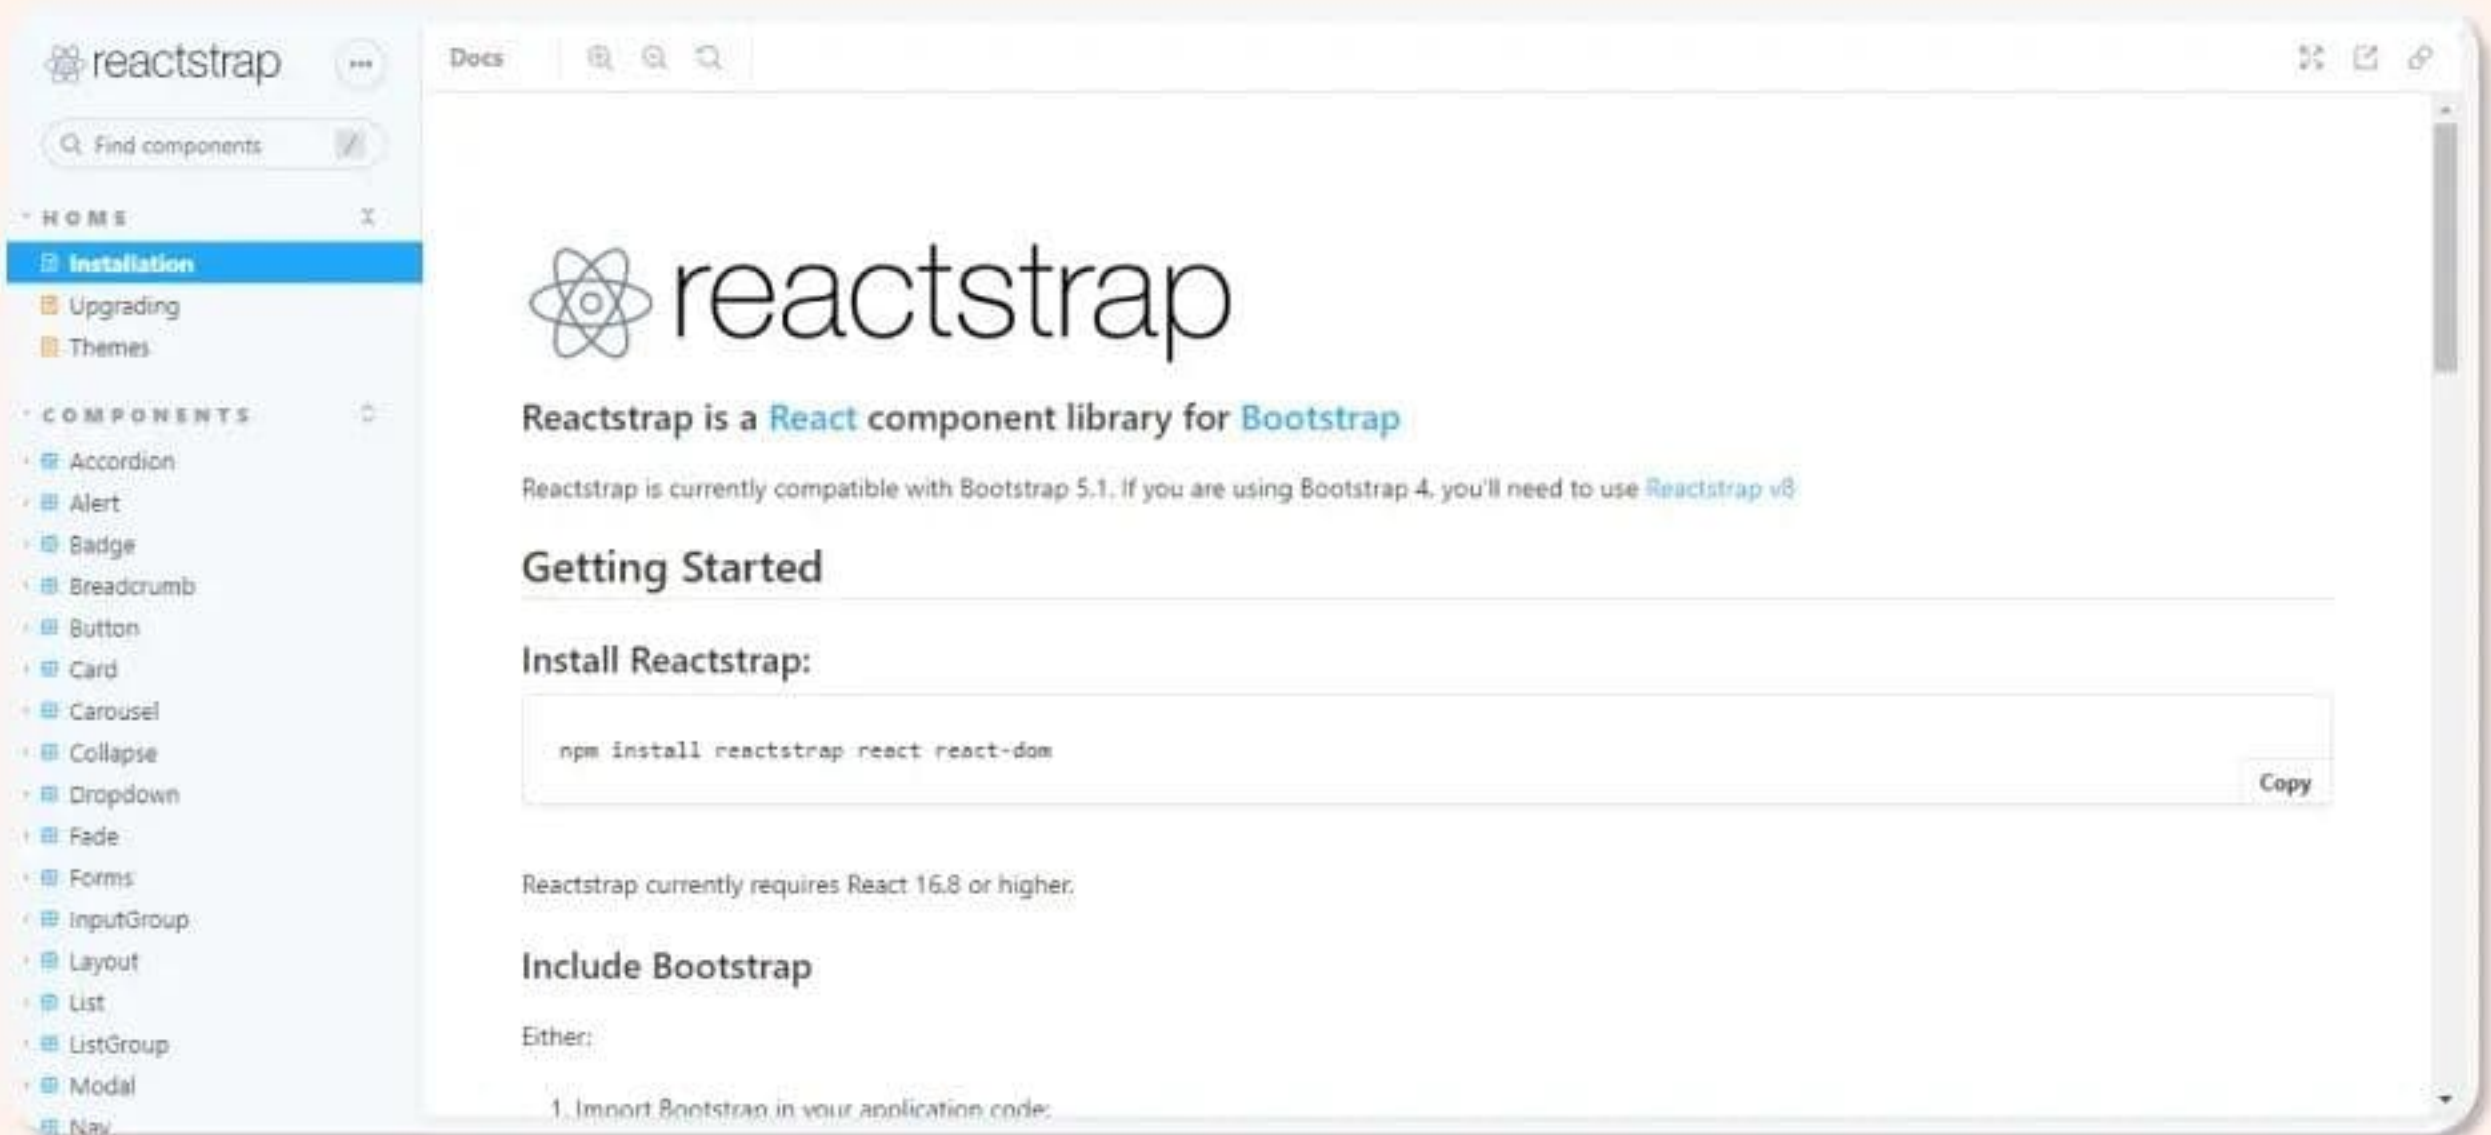 reactstrap
Find components
/
HOME
Installation
Upgrading
Themes
COMPONENTS
Accordion
Alert
Badge
Breadcrumb
Button
Card
Carousel
Collapse
Dropdown
Fade
Forms
InputGroup
Layout
List
ListGroup
Modal
Nav
Docs
reactstrap
Reactstrap is a React component library for Bootstrap
Reactstrap is currently compatible with Bootstrap 5.1. If you are using Bootstrap 4, you'll need to use Reactstrap v8
Getting Started
Install Reactstrap:
npm install reactstrap react react-dom
Copy
Reactstrap currently requires React 16.8 or higher.
Include Bootstrap
Either:
1. Import Bootstrap in your application code: